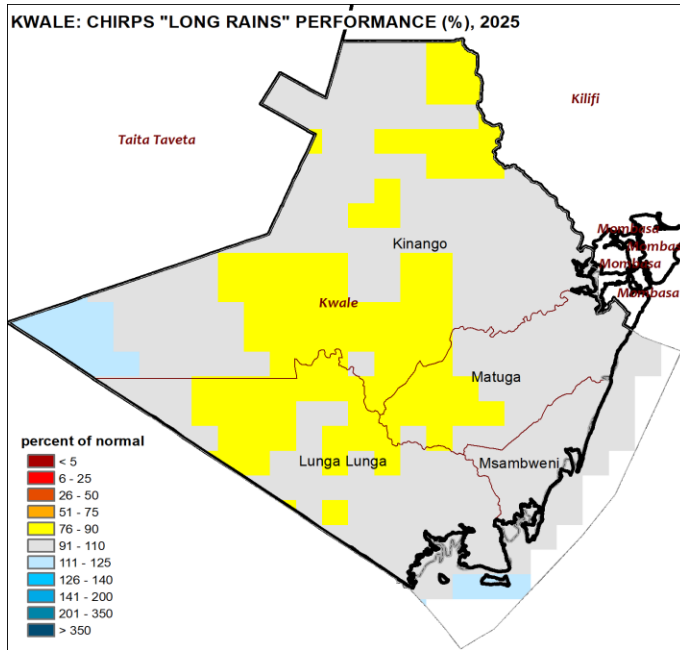 KWALE: CHIRPS "LONG RAINS" PERFORMANCE (%), 2025
Kilifi
Taita Taveta
Mombasa
Kinango
Mombas
Mombasa
Mombasa
Kwale
Matuga
Lunga Lunga
Msambweni
percent of normal
< 5
6 - 25
26 - 50
51 - 75
76 - 90
91 - 110
111 - 125
126 - 140
141 - 200
201 - 350
> 350